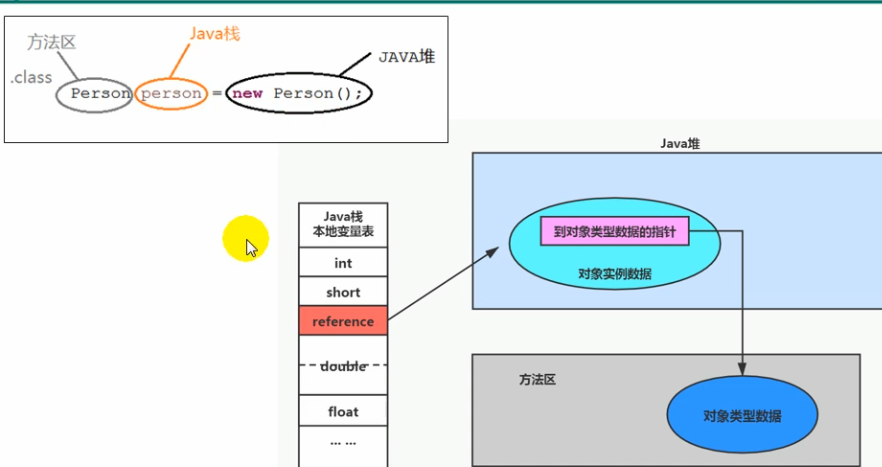 方法区
Java栈
JAVA堆
.class
Person person = new Person();
Java堆
Java栈
本地变量表
int
short
reference
double
float
... ...
到对象类型数据的指针
对象实例数据
方法区
对象类型数据